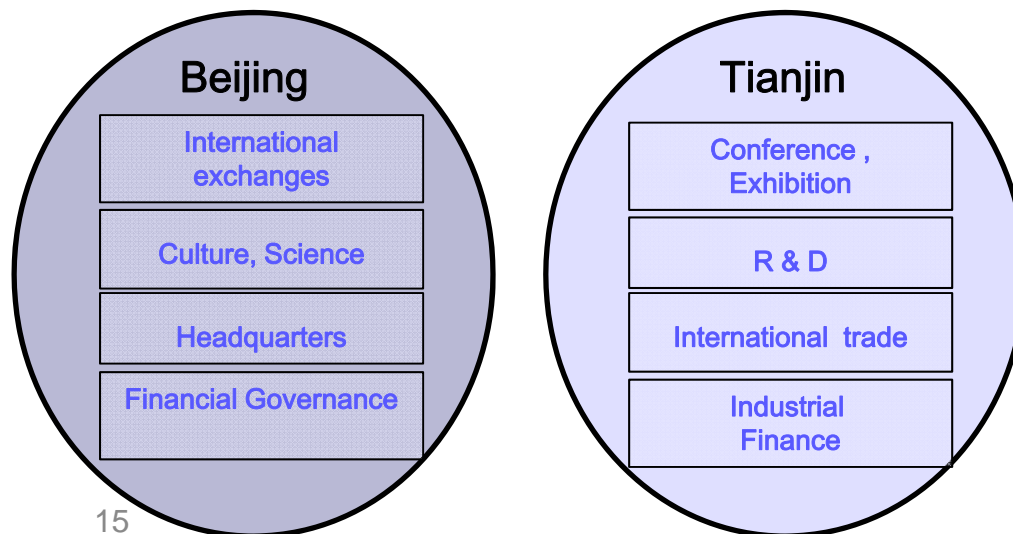 Beijing
International
exchanges
Culture, Science
Headquarters
Financial Governance
Tianjin
Conference ,
Exhibition
R & D
International trade
Industrial
Finance
15